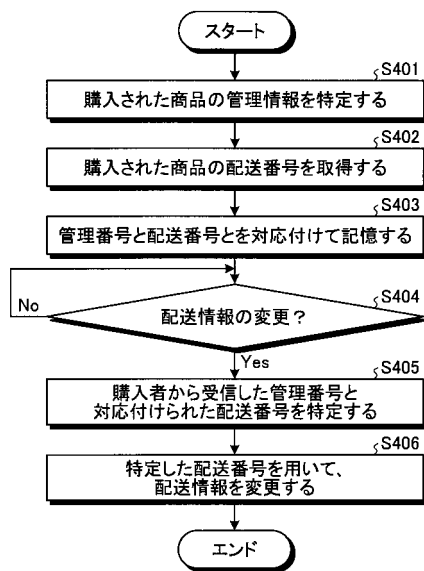 スタート
S401
購入された商品の管理情報を特定する
S402
購入された商品の配送番号を取得する
S403
管理番号と配送番号とを対応付けて記憶する
S404
配送情報の変更？
No
Yes
S405
購入者から受信した管理番号と
対応付けられた配送番号を特定する
S406
特定した配送番号を用いて、
配送情報を変更する
エンド